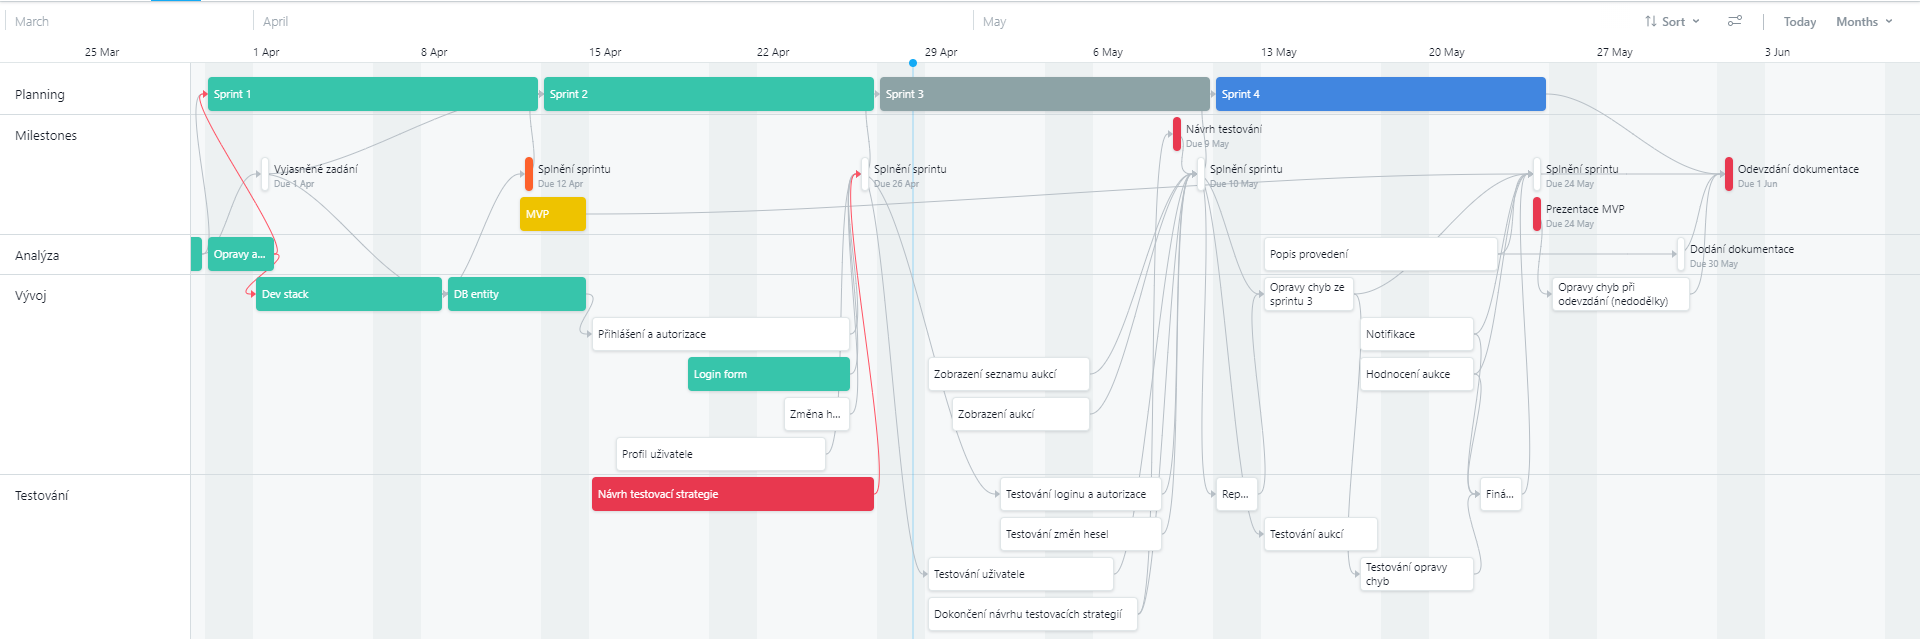 March
April
May
Sort
Today
Months
25 Mar
1 Apr
8 Apr
15 Apr
22 Apr
29 Apr
6 May
13 May
20 May
27 May
3 Jun
Planning
Sprint 1
Sprint 2
Sprint 3
Sprint 4
Milestones
Návrh testování
Due 9 May
Vyjasněné zadání
Due 1 Apr
Splnění sprintu
Due 12 Apr
Splnění sprintu
Due 26 Apr
Splnění sprintu
Due 10 May
Splnění sprintu
Due 24 May
Odevzdání dokumentace
Due 1 Jun
MVP
Prezentace MVP
Due 24 May
Analýza
Opravy a...
Popis provedení
Dodání dokumentace
Due 30 May
Vývoj
Dev stack
DB entity
Opravy chyb ze
sprintu 3
Opravy chyb při
odevzdání (nedodělky)
Přihlášení a autorizace
Notifikace
Login form
Zobrazení seznamu aukcí
Hodnocení aukce
Změna h...
Zobrazení aukcí
Profil uživatele
Testování
Návrh testovací strategie
Testování loginu a autorizace
Rep...
Finá...
Testování změn hesel
Testování aukcí
Testování uživatele
Testování opravy
chyb
Dokončení návrhu testovacích strategií